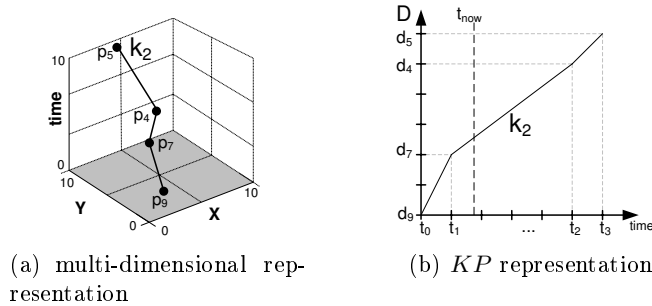 10
time
0
10
Y
0
0
X
10
p5
k2
p4
p7
p9
D
tnow
d5
d4
d7
d9
k2
t0
t1
...
t2
t3
time
(a) multi-dimensional rep-
resentation
(b) KP representation